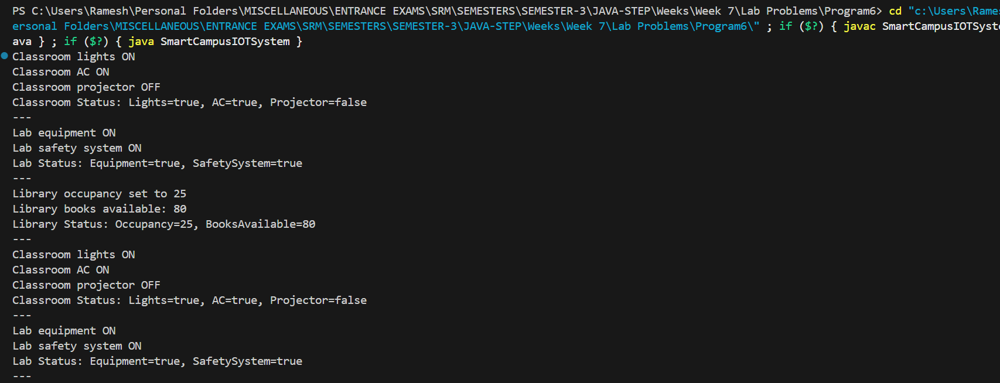 PS C:\Users\Ramesh\Personal Folders\MISCELLANEOUS\ENTRANCE EXAMS\SRM\SEMESTERS\SEMESTER-3\JAVA-STEP\Weeks\Week 7\Lab Problems\Program6> cd "c:\Users\Rames
ersonal Folders\MISCELLANEOUS\ENTRANCE EXAMS\SRM\SEMESTERS\SEMESTER-3\JAVA-STEP\Weeks\Week 7\Lab Problems\Program6\" ; if ($?) { javac SmartCampusIOTSyst
ava } ; if ($?) { java SmartCampusIOTSystem }
Classroom lights ON
Classroom AC ON
Classroom projector OFF
Classroom Status: Lights=true, AC=true, Projector=false
---
Lab equipment ON
Lab safety system ON
Lab Status: Equipment=true, SafetySystem=true
---
Library occupancy set to 25
Library books available: 80
Library Status: Occupancy=25, BooksAvailable=80
---
Classroom lights ON
Classroom AC ON
Classroom projector OFF
Classroom Status: Lights=true, AC=true, Projector=false
---
Lab equipment ON
Lab safety system ON
Lab Status: Equipment=true, SafetySystem=true
---